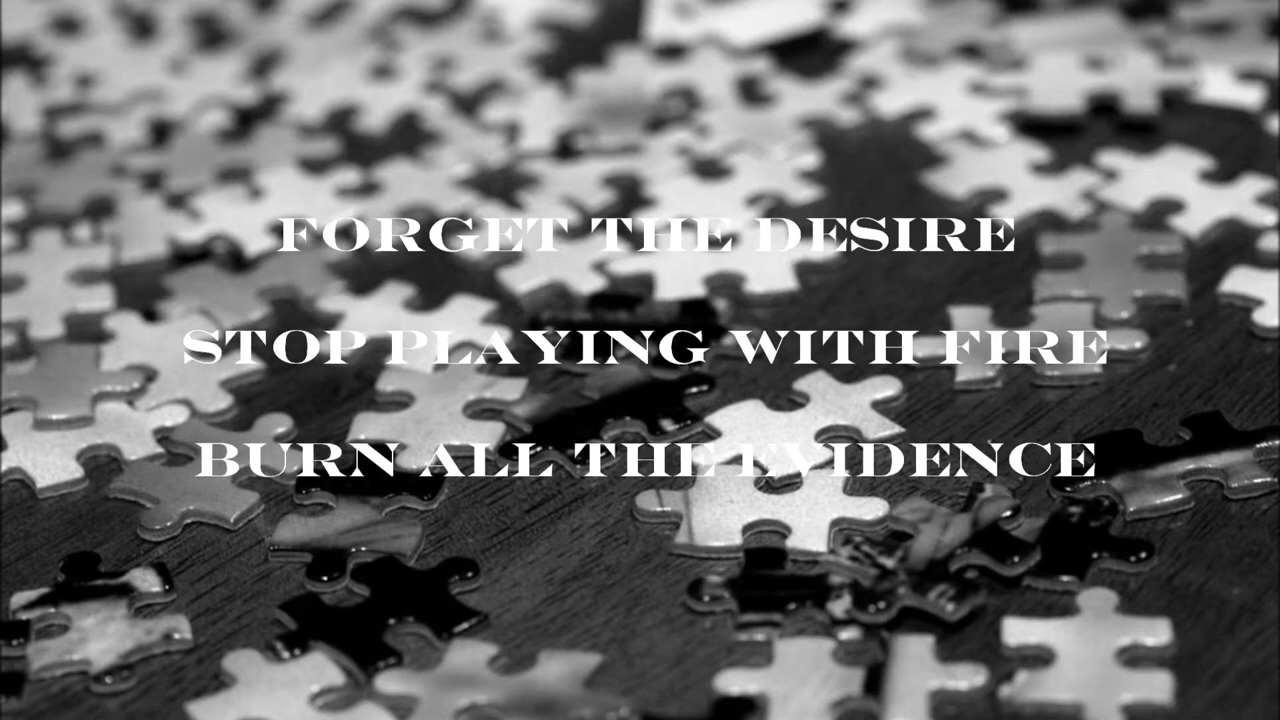 FORGET THE DESIRE
STOP PLAYING WITH FIRE
BURN ALL THE EVIDENCE